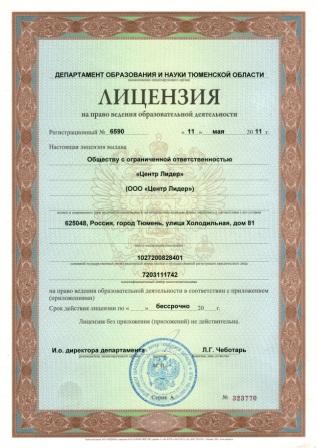 ДЕПАРТАМЕНТ ОБРАЗОВАНИЯ И НАУКИ ТЮМЕНСКОЙ ОБЛАСТИ
ЛИЦЕНЗИЯ
на право ведения образовательной деятельности
Регистрационный № 6590 « 11 » мая 2011 г.
Настоящая лицензия выдана
Обществу с ограниченной ответственностью
«Центр Лидер»
(ООО «Центр Лидер»)
625048, Россия, город Тюмень, улица Холодильная, дом 81
1027200828401
7203111742
на право ведения образовательной деятельности в соответствии с приложением
(приложениями)
Срок действия лицензии по « бессрочно 20 г.
Лицензия без приложения (приложений) не действительна.
И.о. директора департамента Л.Г. Чеботарь
М.П.
Серия А № 323770